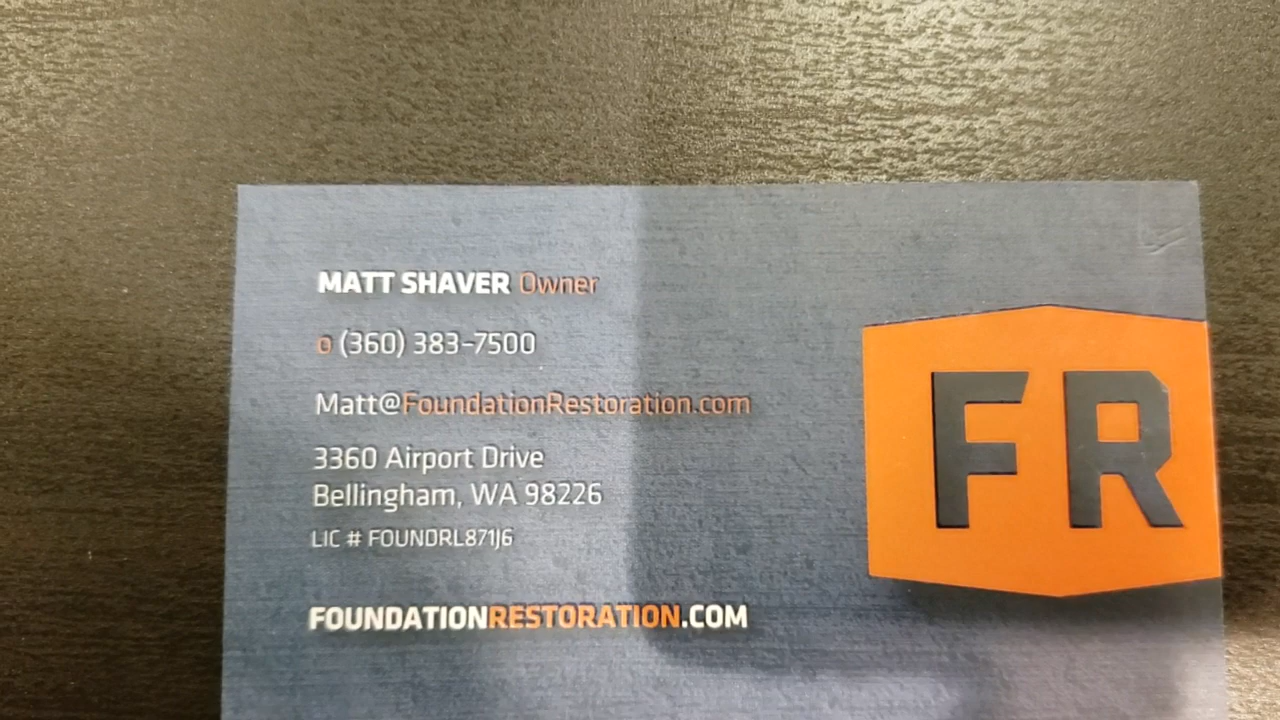 MATT SHAVER Owner
o (360) 383-7500
Matt@FoundationRestoration.com
3360 Airport Drive
Bellingham, WA 98226
LIC # FOUNDRL871J6
FOUNDATIONRESTORATION.COM
FR